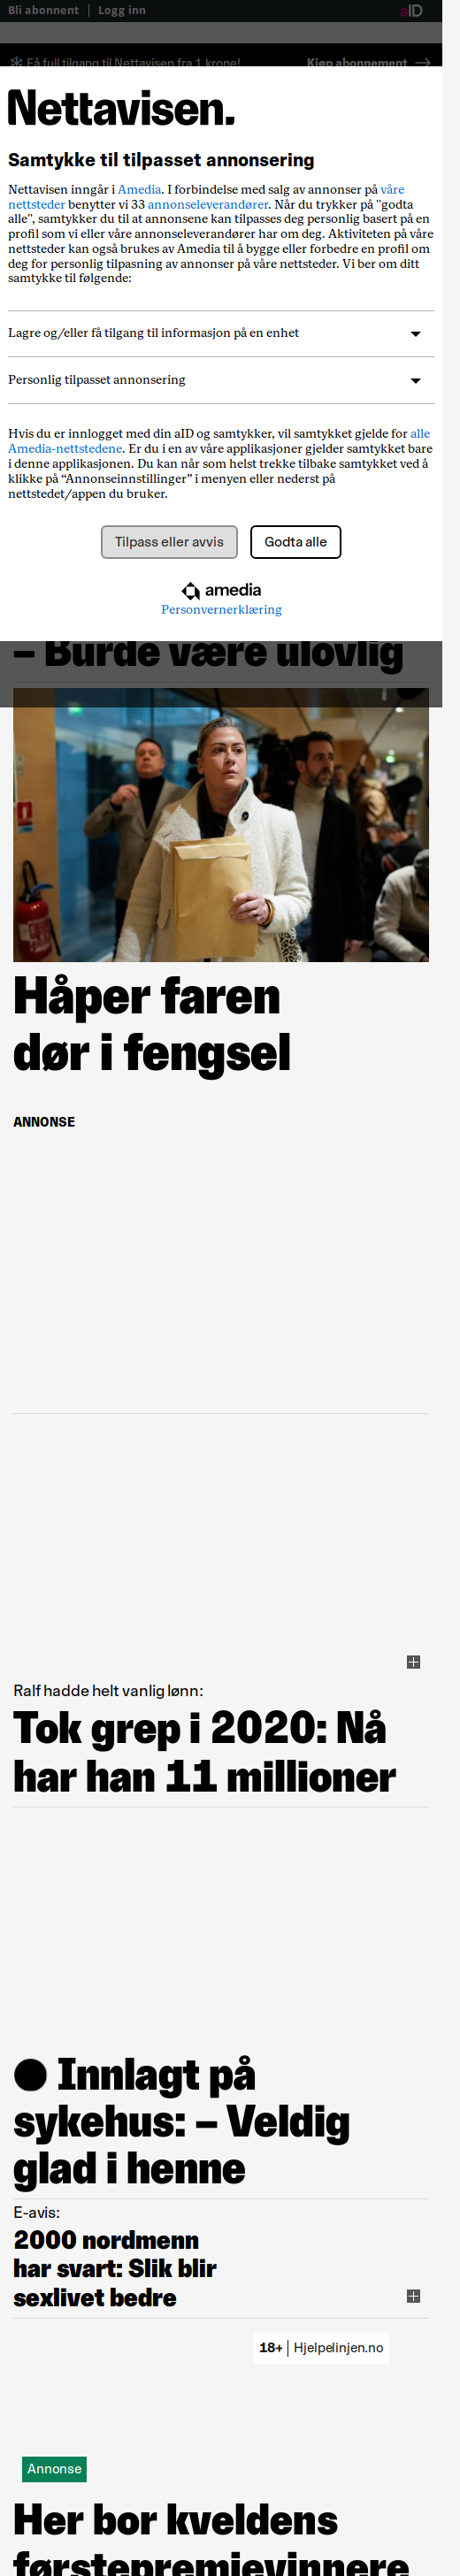 Bli abonnent | Logg inn
aID
Få full tilgang til Nettavisen fra 1 krone!
Kjøp abonnement →
Nettavisen.
Samtykke til tilpasset annonsering
Nettavisen inngår i Amedia. I forbindelse med salg av annonser på våre
nettsteder benytter vi 33 annonseleverandører. Når du trykker på "godta
alle", samtykker du til at annonsene kan tilpasses deg personlig basert på en
profil som vi eller våre annonseleverandører har om deg. Aktiviteten på våre
nettsteder kan også brukes av Amedia til å bygge eller forbedre en profil om
deg for personlig tilpasning av annonser på våre nettsteder. Vi ber om ditt
samtykke til følgende:
Lagre og/eller få tilgang til informasjon på en enhet
Personlig tilpasset annonsering
Hvis du er innlogget med din aID og samtykker, vil samtykket gjelde for alle
Amedia-nettstedene. Er du i en av våre applikasjoner gjelder samtykket bare
i denne applikasjonen. Du kan når som helst trekke tilbake samtykket ved å
klikke på “Annonseinnstillinger” i menyen eller nederst på
nettstedet/appen du bruker.
Tilpass eller avvis
Godta alle
amedia
Personvernerklæring
– Burde være ulovlig
Håper faren
dør i fengsel
ANNONSE
Ralf hadde helt vanlig lønn:
Tok grep i 2020: Nå
har han 11 millioner
● Innlagt på
sykehus: – Veldig
glad i henne
E-avis:
2000 nordmenn
har svart: Slik blir
sexlivet bedre
18+ | Hjelpelinjen.no
Annonse
Her bor kveldens
førstepremievinnere